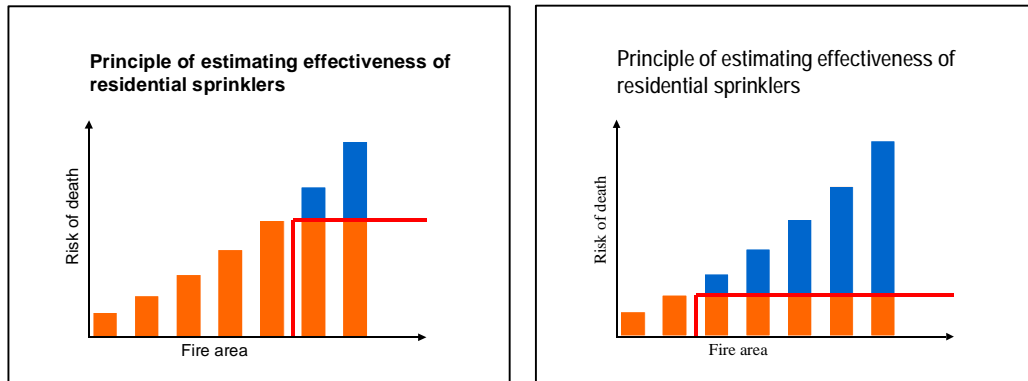 Principle of estimating effectiveness of
residential sprinklers
Risk of death
Fire area
Principle of estimating effectiveness of
residential sprinklers
Risk of death
Fire area